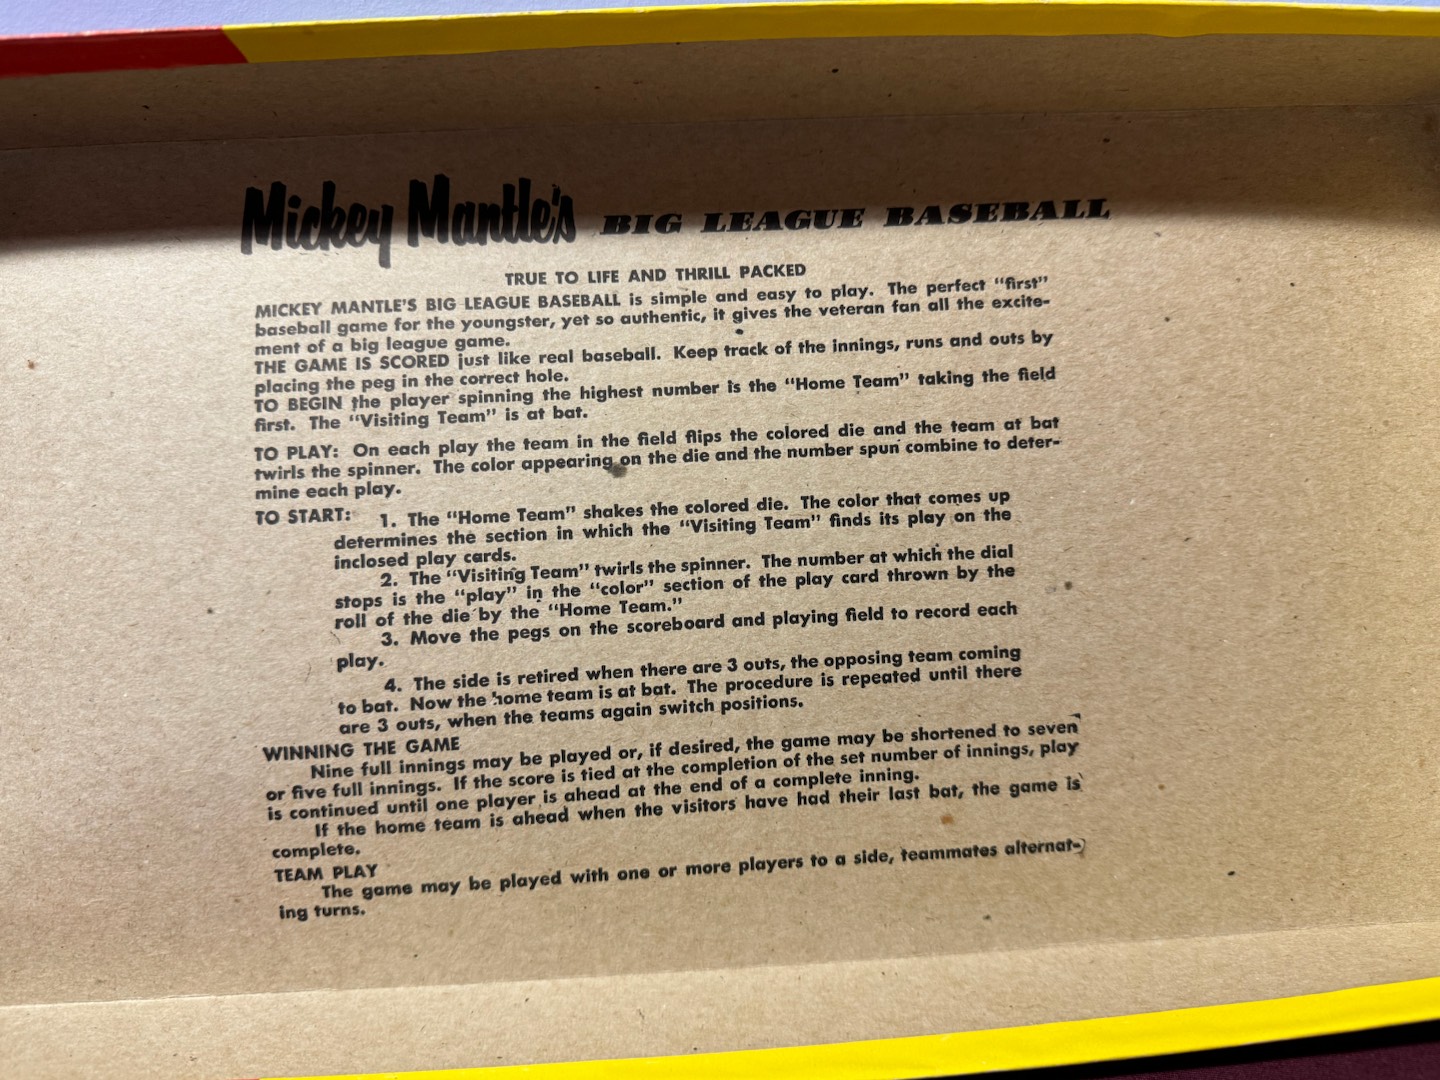 Mickey Mantle's BIG LEAGUE BASEBALL
TRUE TO LIFE AND THRILL PACKED
MICKEY MANTLE'S BIG LEAGUE BASEBALL is simple and easy to play. The perfect "first"
baseball game for the youngster, yet so authentic, it gives the veteran fan all the excite-
ment of a big league game.
THE GAME IS SCORED just like real baseball. Keep track of the innings, runs and outs by
placing the peg in the correct hole.
TO BEGIN the player spinning the highest number is the "Home Team" taking the field
first. The "Visiting Team" is at bat.
TO PLAY: On each play the team in the field flips the colored die and the team at bat
twirls the spinner. The color appearing on the die and the number spun combine to deter-
mine each play.
TO START: 1. The "Home Team" shakes the colored die. The color that comes up
determines the section in which the "Visiting Team" finds its play on the
inclosed play cards.
2. The "Visiting Team" twirls the spinner. The number at which the dial
stops is the "play" in the "color" section of the play card thrown by the
roll of the die by the "Home Team."
3. Move the pegs on the scoreboard and playing field to record each
play.
4. The side is retired when there are 3 outs, the opposing team coming
to bat. Now the home team is at bat. The procedure is repeated until there
are 3 outs, when the teams again switch positions.
WINNING THE GAME
Nine full innings may be played or, if desired, the game may be shortened to seven
or five full innings. If the score is tied at the completion of the set number of innings, play
is continued until one player is ahead at the end of a complete inning.
If the home team is ahead when the visitors have had their last bat, the game is
complete.
TEAM PLAY
The game may be played with one or more players to a side, teammates alternat-
ing turns.